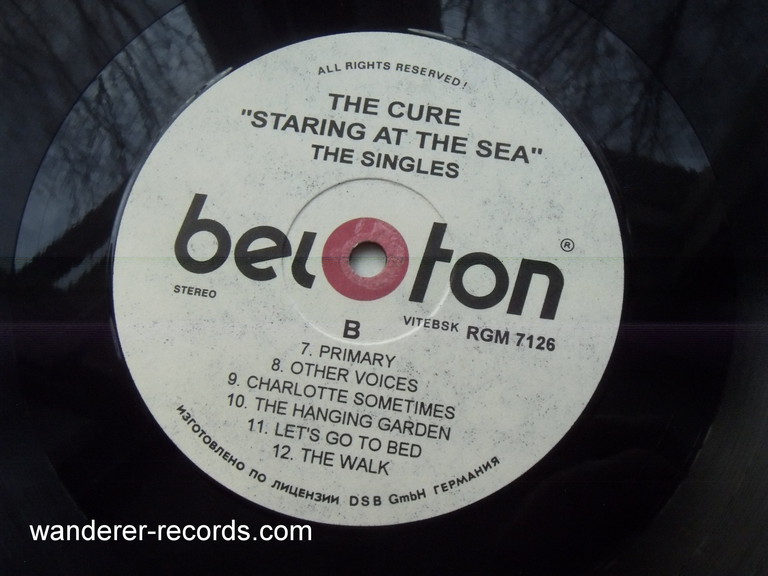 ALL RIGHTS RESERVED!
THE CURE
"STARING AT THE SEA"
THE SINGLES
beloton ®
STEREO
B
VITEBSK RGM 7126
7. PRIMARY
8. OTHER VOICES
9. CHARLOTTE SOMETIMES
10. THE HANGING GARDEN
11. LET'S GO TO BED
12. THE WALK
ИЗГОТОВЛЕНО ПО ЛИЦЕНЗИИ DSB GmbH ГЕРМАНИЯ
wanderer-records.com